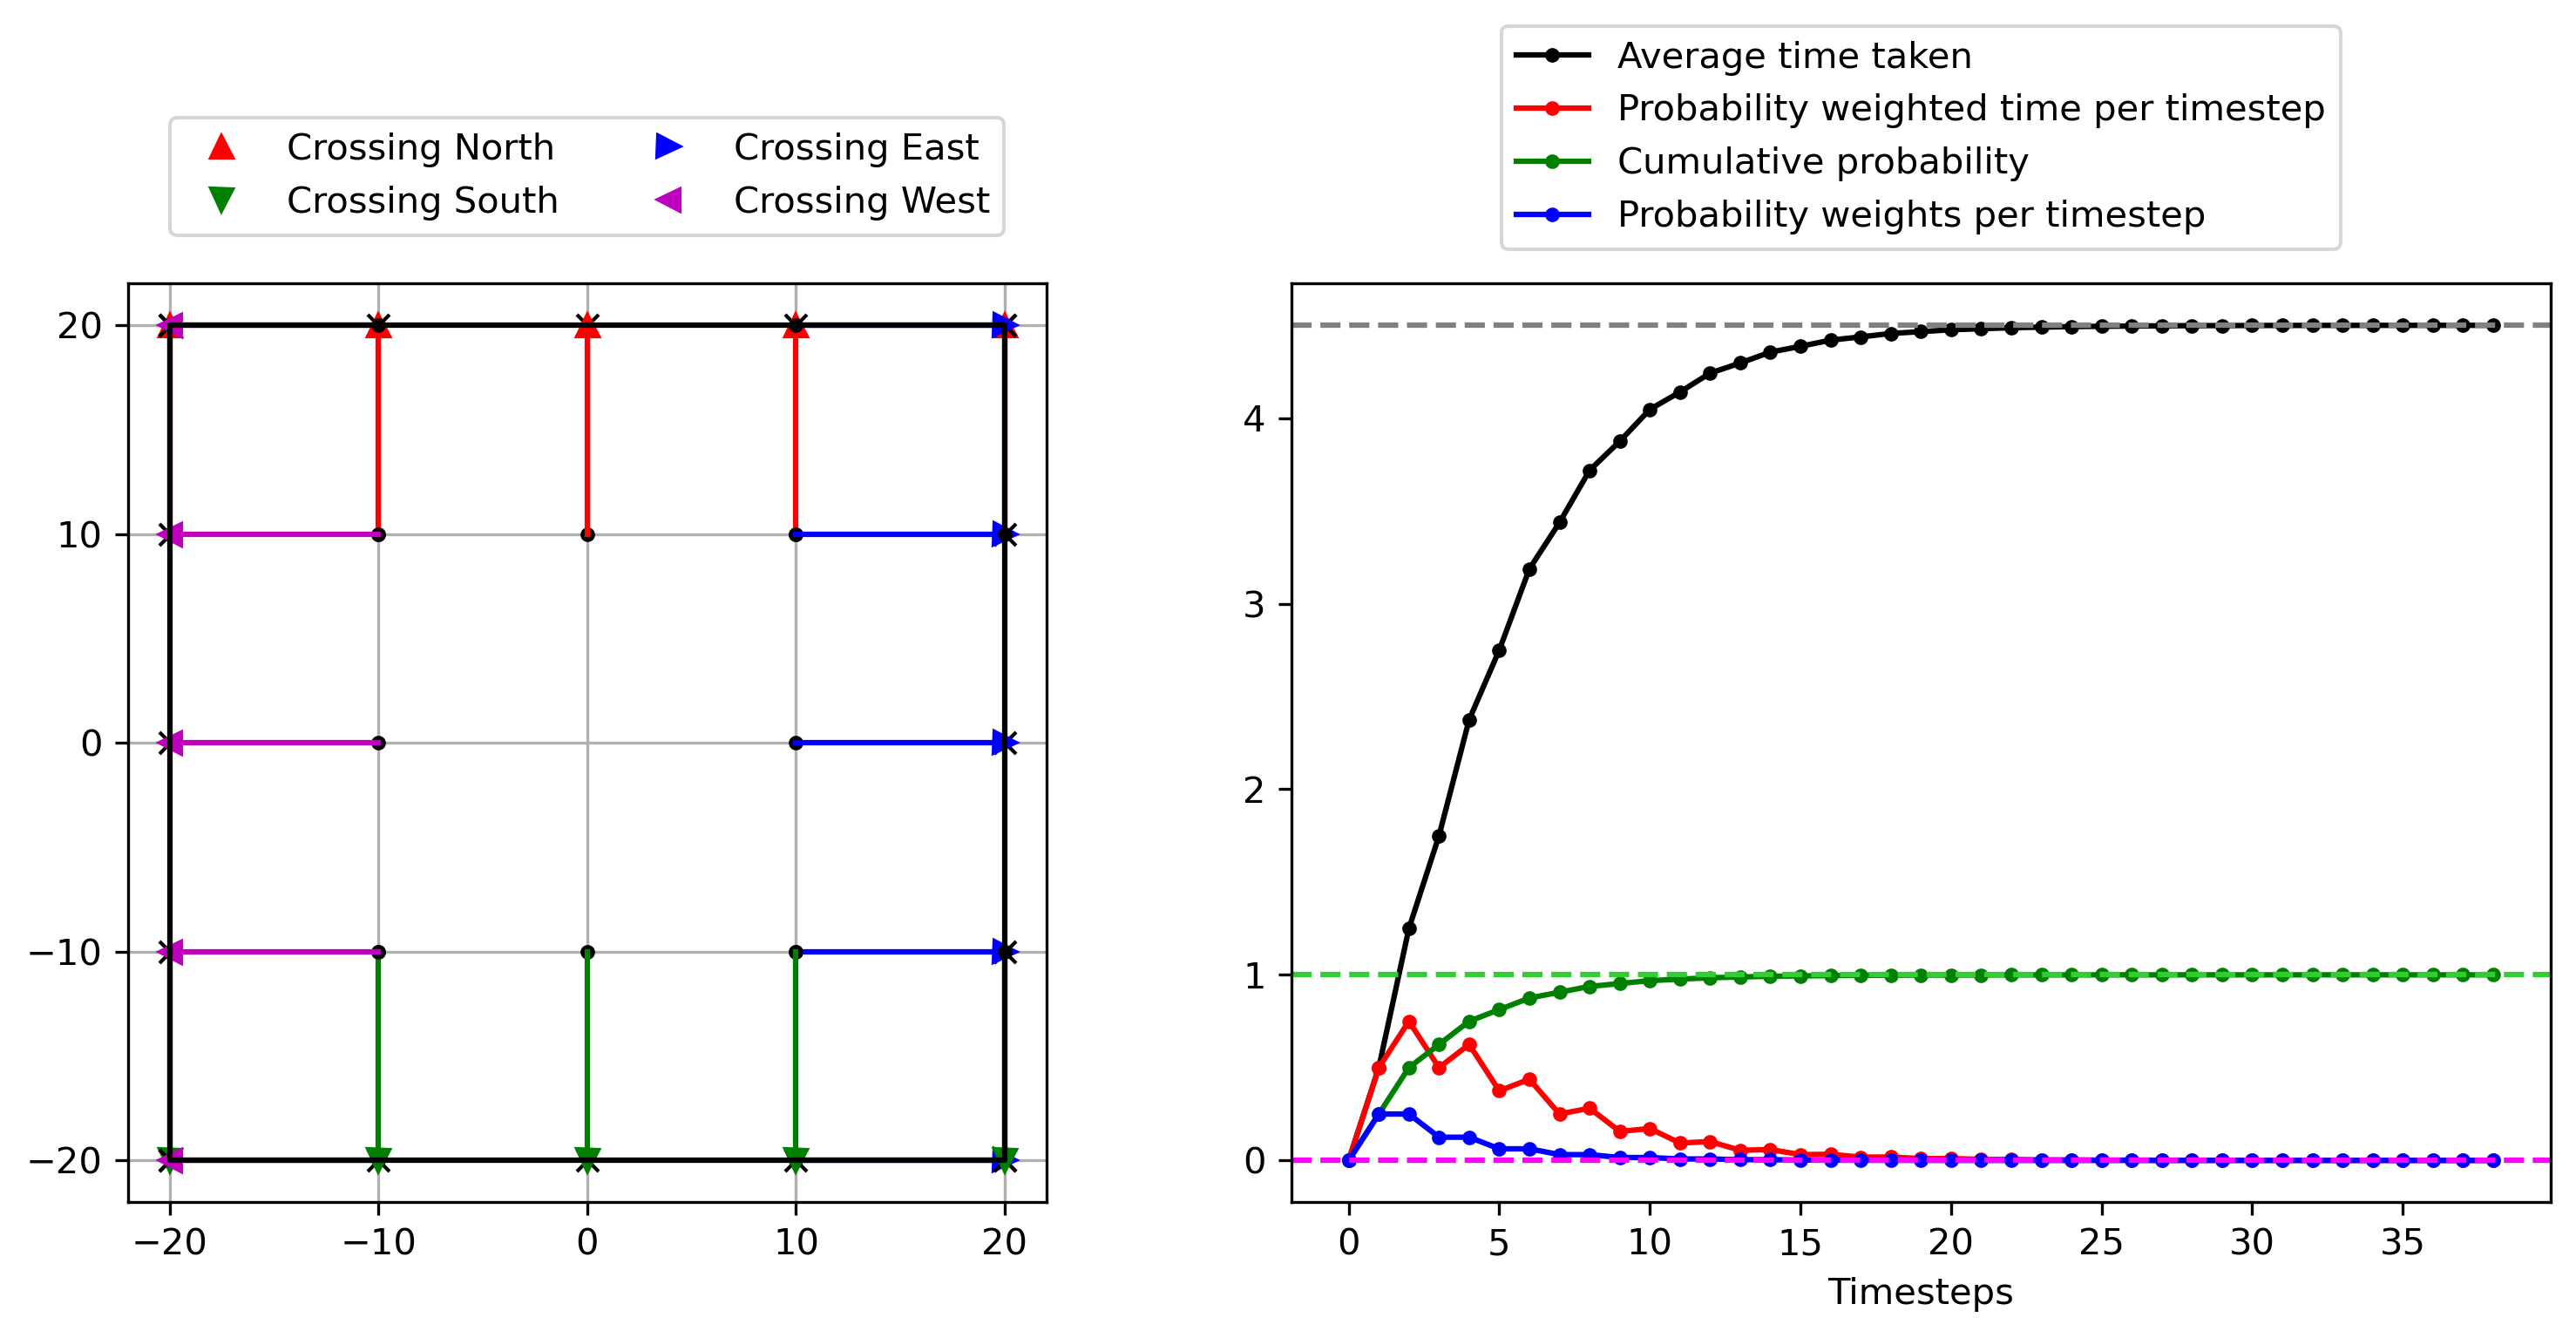 Crossing North
Crossing East
Crossing South
Crossing West
20
10
0
−10
−20
−20
−10
0
10
20
Average time taken
Probability weighted time per timestep
Cumulative probability
Probability weights per timestep
4
3
2
1
0
0
5
10
15
20
25
30
35
Timesteps